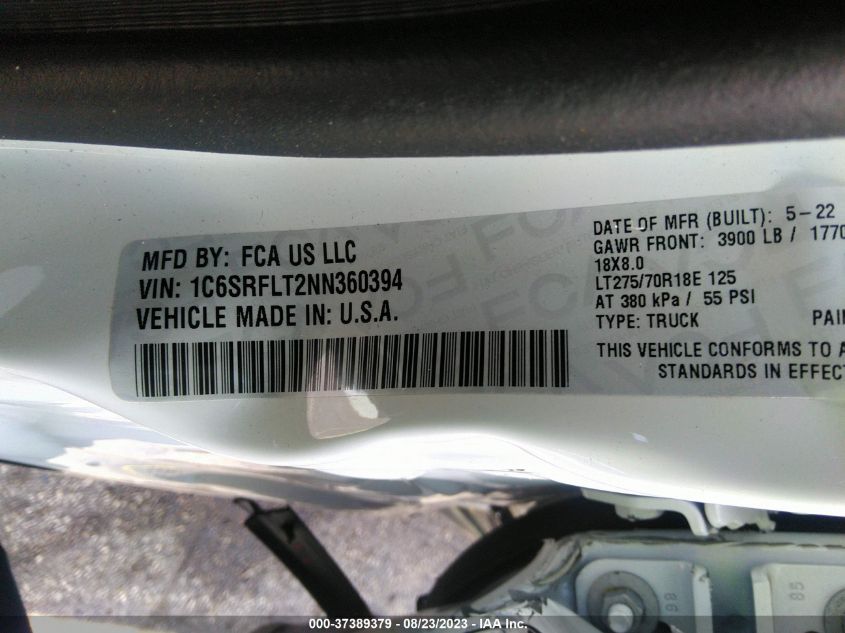 MFD BY: FCA US LLC
VIN: 1C6SRFLT2NN360394
VEHICLE MADE IN: U.S.A.
DATE OF MFR (BUILT): 5-22
GAWR FRONT: 3900 LB / 1770
18X8.0
LT275/70R18E 125
AT 380 kPa / 55 PSI
TYPE: TRUCK
THIS VEHICLE CONFORMS TO A
STANDARDS IN EFFECT
98
85
000-37389379 - 08/23/2023 - IAA Inc.